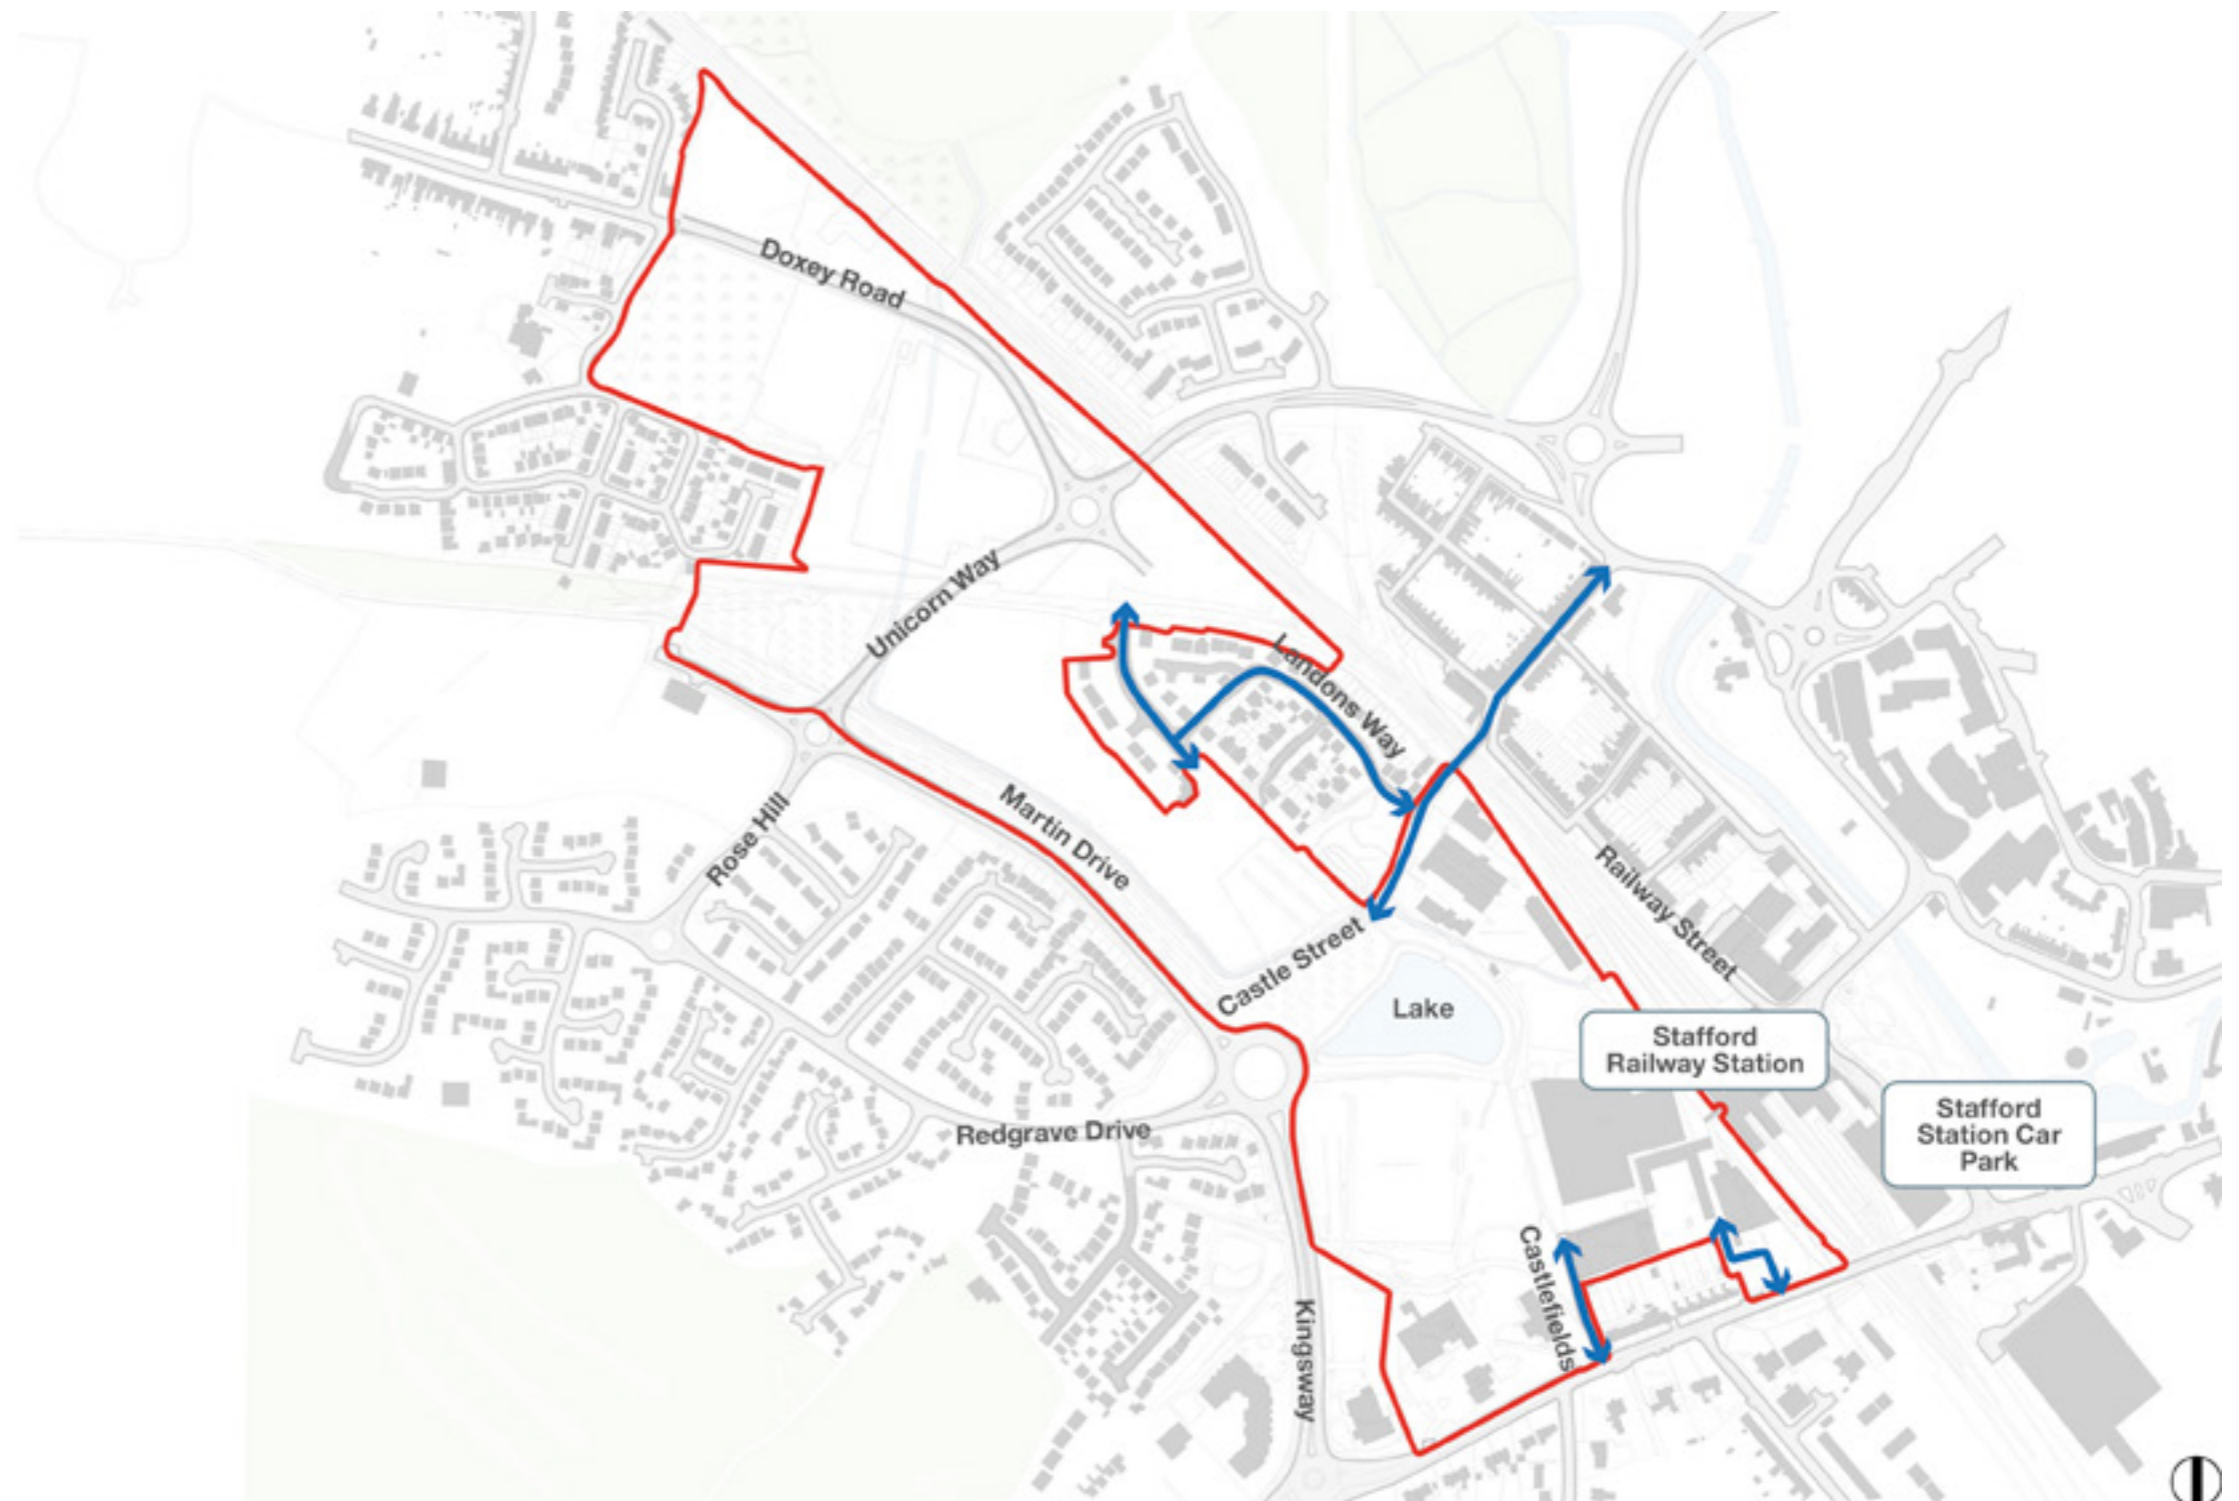 Doxey Road
Unicorn Way
Landons Way
Rose Hill
Martin Drive
Railway Street
Castle Street
Lake
Stafford
Railway Station
Stafford
Station Car
Park
Redgrave Drive
Castlefields
Kingsway